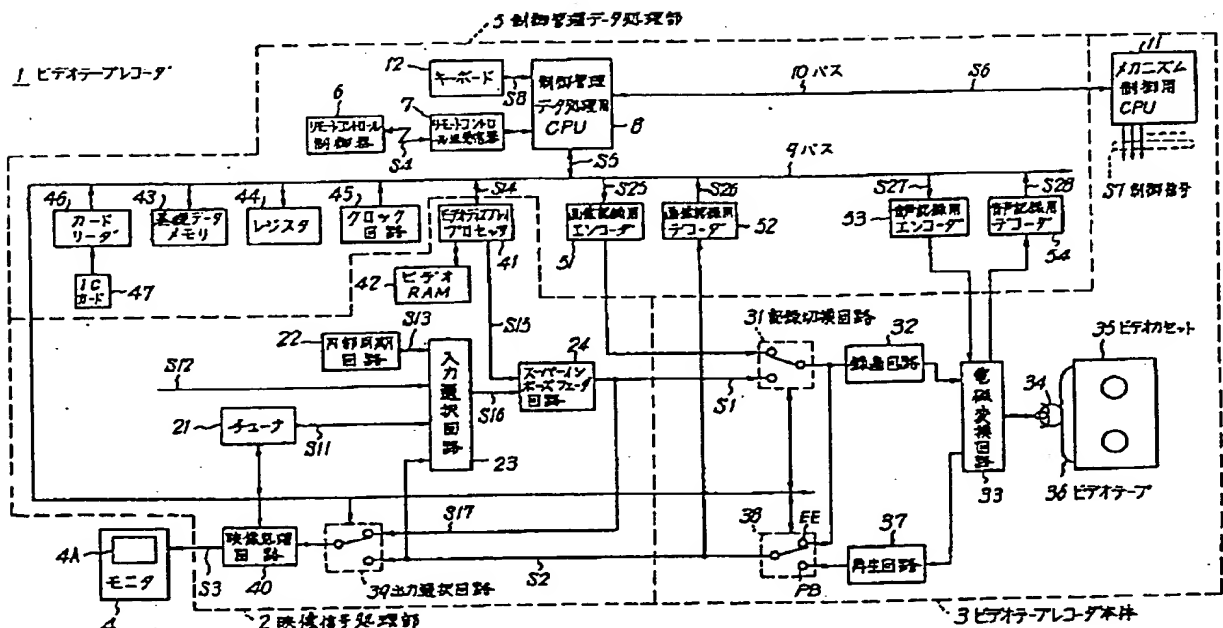 5 制御管理データ処理部
1 ビデオテープレコーダ
12
キーボード
S8
制御管理
データ処理用
CPU
8
10 バス
S6
11
メカニズム
制御用
CPU
S7 制御信号
6
リモートコントロール
制御器
S4
7
リモートコントロ
ール送受信器
S5
9 バス
46
カード
リーダ
43
基礎データ
メモリ
44
レジスタ
45
クロック
回路
S14
ビデオディスプレイ
プロセッサ
41
S25
画像記録用
エンコーダ
51
S26
画像記録用
デコーダ
52
S27
53
音声記録用
エンコーダ
S28
音声記録用
デコーダ
54
ICカード
47
42
ビデオ
RAM
S15
22
内部同期
回路
S13
S12
21
チューナ
S11
入力選択回路
23
S16
24
スーパーイン
ポーズフェーダ
回路
S1
31 記録切換回路
32
録画回路
電磁変換回路
33
34
35 ビデオカセット
36 ビデオテープ
4A
モニタ
4
S3
映像処理
回路
40
39 出力選択回路
S17
S2
38
EE
PB
37
再生回路
2 映像信号処理部
3 ビデオテープレコーダ本体